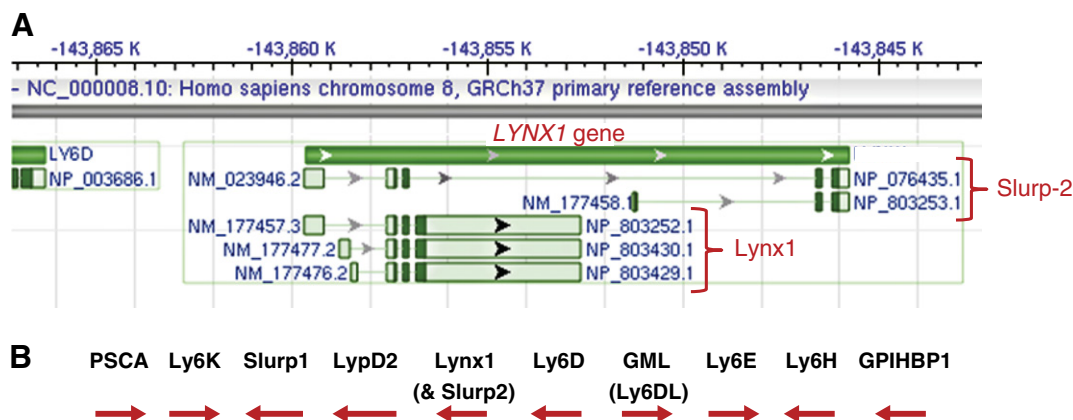 A
-143,865 K -143,860 K -143,855 K -143,850 K -143,845 K
- NC_000008.10: Homo sapiens chromosome 8, GRCh37 primary reference assembly
LYNX1 gene
LY6D
NP_003686.1 NM_023946.2 NP_076435.1
Slurp-2
NM_177458.1 NP_803253.1
NM_177457.3 NP_803252.1
NM_177477.2 NP_803430.1 Lynx1
NM_177476.2 NP_803429.1
B PSCA Ly6K Slurp1 LypD2 Lynx1 Ly6D GML Ly6E Ly6H GPIHBP1
(& Slurp2) (Ly6DL)